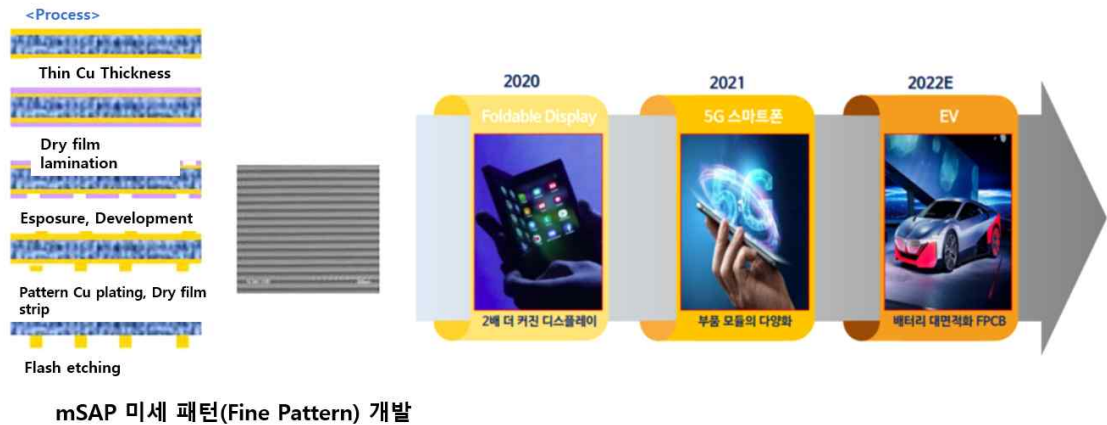 <Process>
Thin Cu Thickness
Dry film
lamination
Esposure, Development
Pattern Cu plating, Dry film
strip
Flash etching
2020
Foldable Display
2배 더 커진 디스플레이
2021
5G 스마트폰
5G
부품 모듈의 다양화
2022E
EV
배터리 대면적화 FPCB
mSAP 미세 패턴(Fine Pattern) 개발